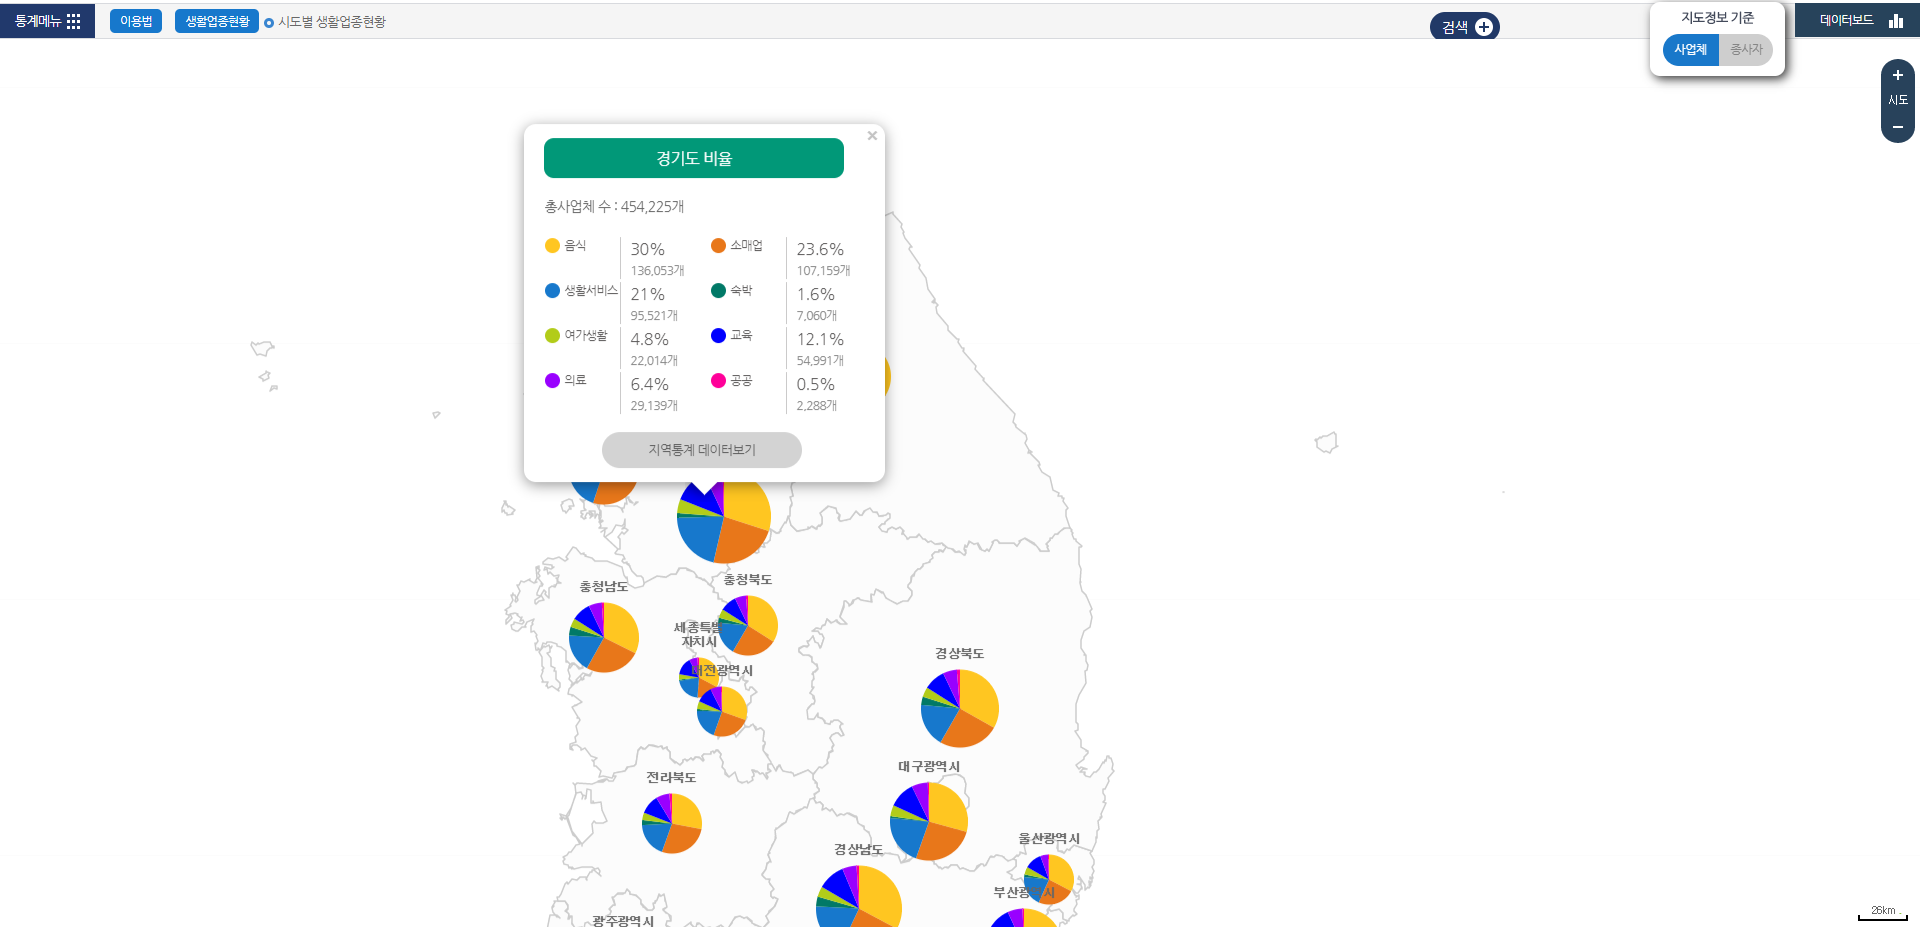 통계메뉴
이용법
생활업종현황
시도별 생활업종현황
검색
지도정보 기준
사업체
종사자
데이터보드
시도
경기도 비율
총사업체 수 : 454,225개
음식 30% 136,053개
소매업 23.6% 107,159개
생활서비스 21% 95,521개
숙박 1.6% 7,060개
여가생활 4.8% 22,014개
교육 12.1% 54,991개
의료 6.4% 29,139개
공공 0.5% 2,288개
지역통계 데이터보기
충청남도
충청북도
세종특별
자치시
대전광역시
경상북도
대구광역시
전라북도
울산광역시
경상남도
부산광역시
광주광역시
26km